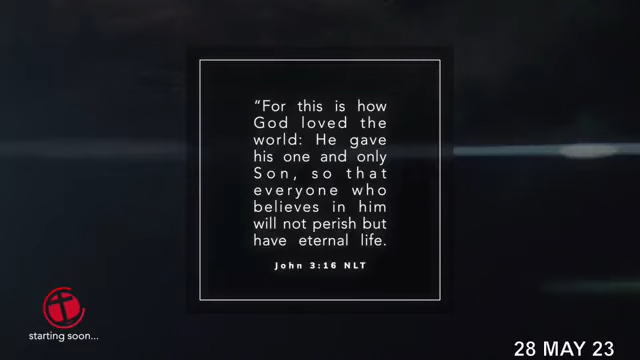 “For this is how
God loved the
world: He gave
his one and only
Son, so that
everyone who
believes in him
will not perish but
have eternal life.
John 3:16 NLT
starting soon...
28 MAY 23